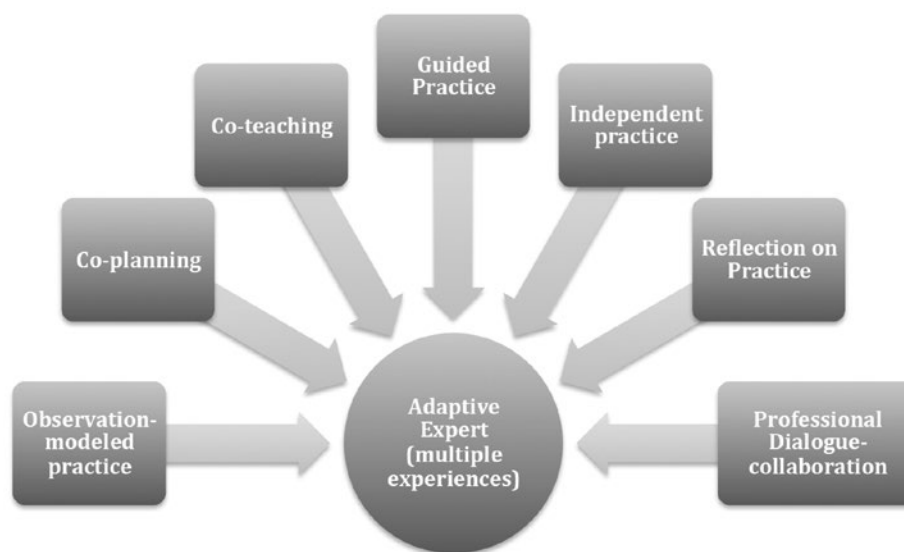 Guided
Practice
Co-teaching
Independent
practice
Co-planning
Reflection on
Practice
Observation-
modeled
practice
Adaptive
Expert
(multiple
experiences)
Professional
Dialogue-
collaboration